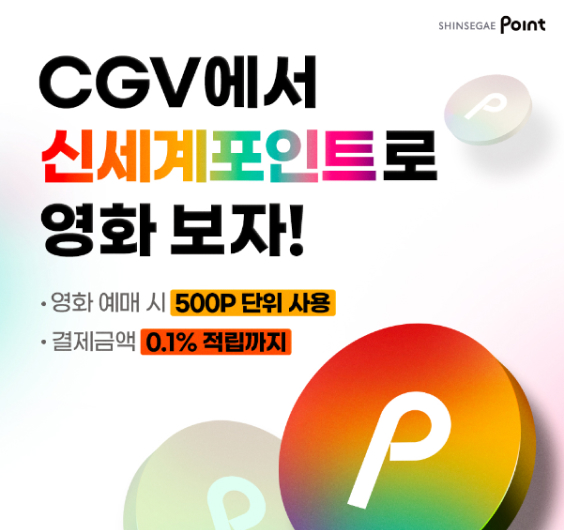 SHINSEGAE Point
CGV에서
신세계포인트로
영화 보자!
• 영화 예매 시 500P 단위 사용
• 결제금액 0.1% 적립까지
P
P
P